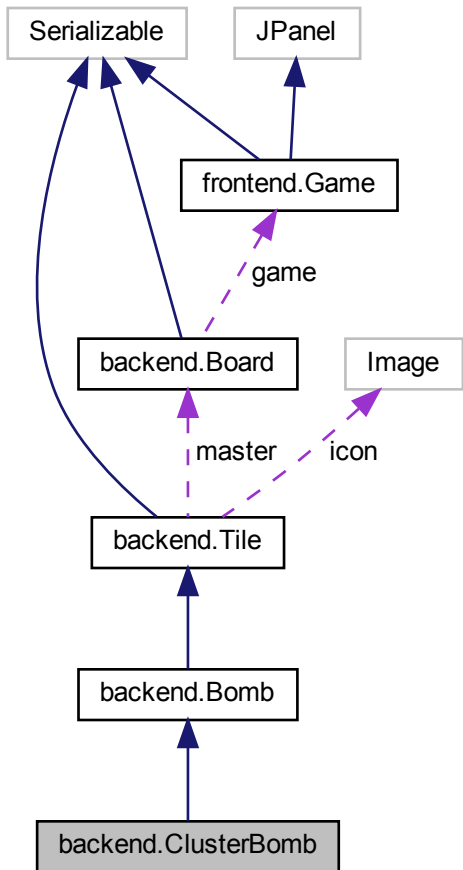 Serializable
JPanel
frontend.Game
game
backend.Board
Image
master
icon
backend.Tile
backend.Bomb
backend.ClusterBomb